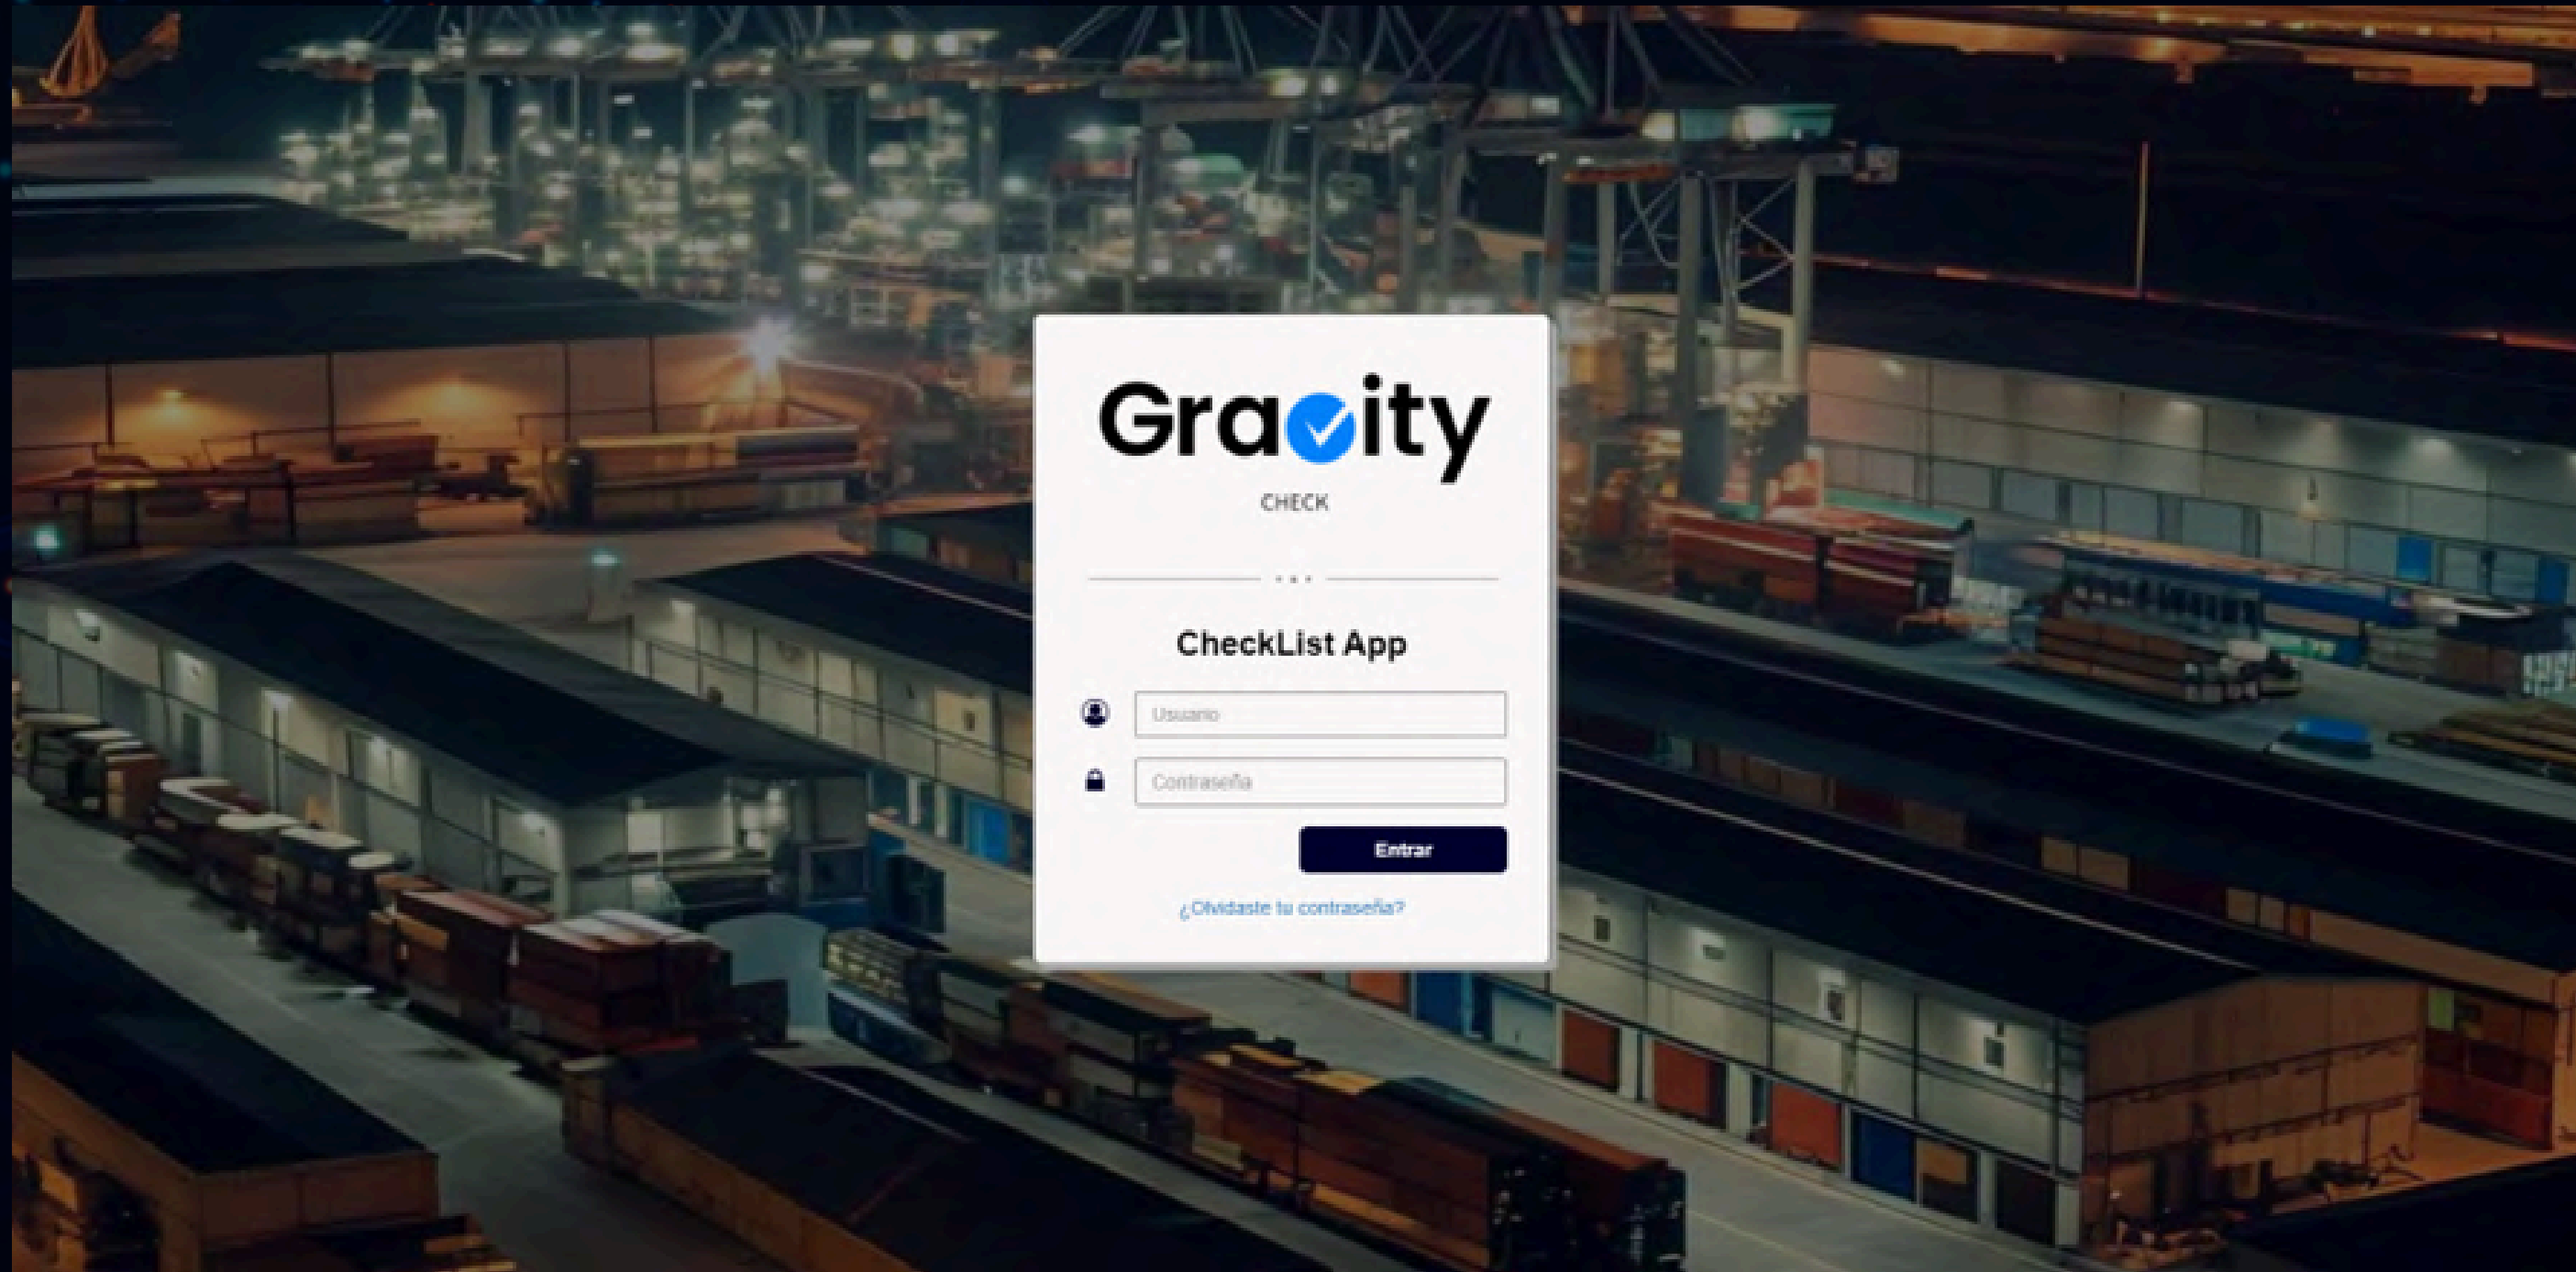 Gravity
CHECK
CheckList App
Usuario
Contraseña
Entrar
¿Olvidaste tu contraseña?